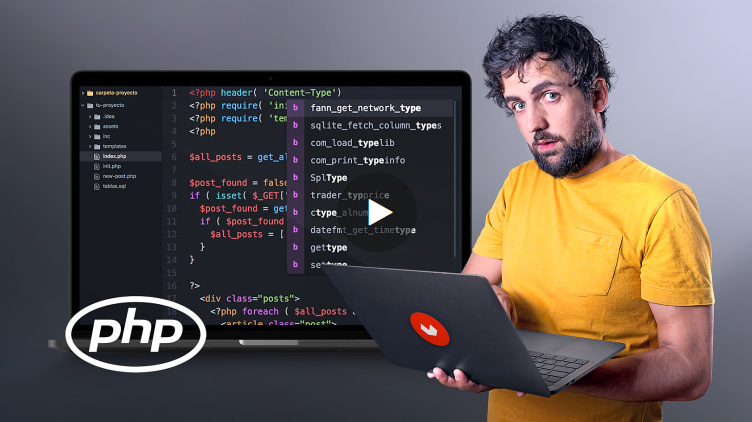 carpeta-proyecto
tu-proyecto
.idea
assets
inc
templates
index.php
init.php
new-post.php
tablas.sql
1 <?php header( 'Content-Type')
2 <?php require( 'ini
3 <?php require( 'tem
4 <?php
5
6 $all_posts = get_al
7
8 $post_found = false
9 if ( isset( $_GET['
10 $post_found = get
11 if ( $post_found
12 $all_posts = [
13 }
14 }
15
16 ?>
17 <div class="posts">
<?php foreach ( $all_posts a
<article class="post">
b fann_get_network_type
b sqlite_fetch_column_types
b com_load_typelib
b com_print_typeinfo
b SplType
b trader_typprice
b ctype_alnum
b datefmt_get_timetype
b gettype
b settype
php